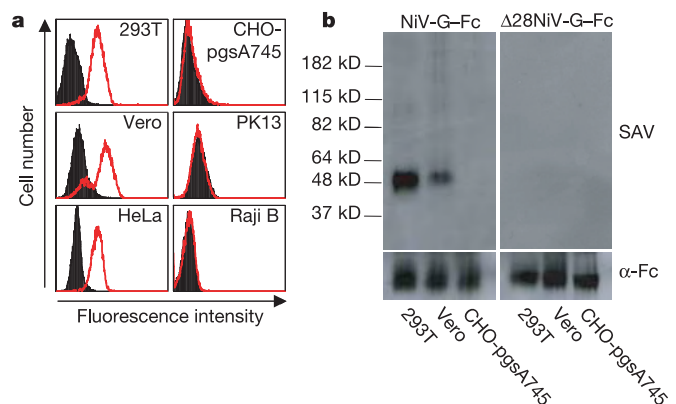 a
293T
CHO-
pgsA745
Vero
PK13
HeLa
Raji B
Cell number
Fluorescence intensity
b
NiV-G–Fc
Δ28NiV-G–Fc
182 kD
115 kD
82 kD
64 kD
48 kD
37 kD
SAV
α-Fc
293T
Vero
CHO-pgsA745
293T
Vero
CHO-pgsA745